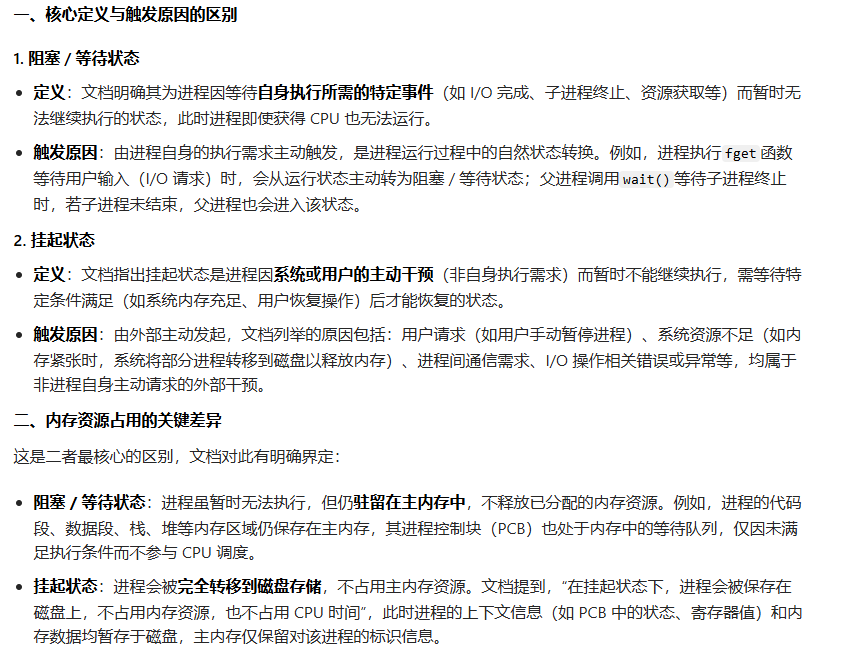 一、核心定义与触发原因的区别
1. 阻塞 / 等待状态
• 定义：文档明确其为进程因等待自身执行所需的特定事件（如 I/O 完成、子进程终止、资源获取等）而暂时无
法继续执行的状态，此时进程即使获得 CPU 也无法运行。
• 触发原因：由进程自身的执行需求主动触发，是进程运行过程中的自然状态转换。例如，进程执行 fget 函数
等待用户输入（I/O 请求）时，会从运行状态主动转为阻塞 / 等待状态；父进程调用 wait() 等待子进程终止
时，若子进程未结束，父进程也会进入该状态。
2. 挂起状态
• 定义：文档指出挂起状态是进程因系统或用户的主动干预（非自身执行需求）而暂时不能继续执行，需等待特
定条件满足（如系统内存充足、用户恢复操作）后才能恢复的状态。
• 触发原因：由外部主动发起，文档列举的原因包括：用户请求（如用户手动暂停进程）、系统资源不足（如内
存紧张时，系统将部分进程转移到磁盘以释放内存）、进程间通信需求、I/O 操作相关错误或异常等，均属于
非进程自身主动请求的外部干预。
二、内存资源占用的关键差异
这是二者最核心的区别，文档对此有明确界定：
• 阻塞 / 等待状态：进程虽暂时无法执行，但仍驻留在主内存中，不释放已分配的内存资源。例如，进程的代码
段、数据段、栈、堆等内存区域仍保存在主内存，其进程控制块（PCB）也处于内存中的等待队列，仅因未满
足执行条件而不参与 CPU 调度。
• 挂起状态：进程会被完全转移到磁盘存储，不占用主内存资源。文档提到，“在挂起状态下，进程会被保存在
磁盘上，不占用内存资源，也不占用 CPU 时间”，此时进程的上下文信息（如 PCB 中的状态、寄存器值）和内
存数据均暂存于磁盘，主内存仅保留对该进程的标识信息。